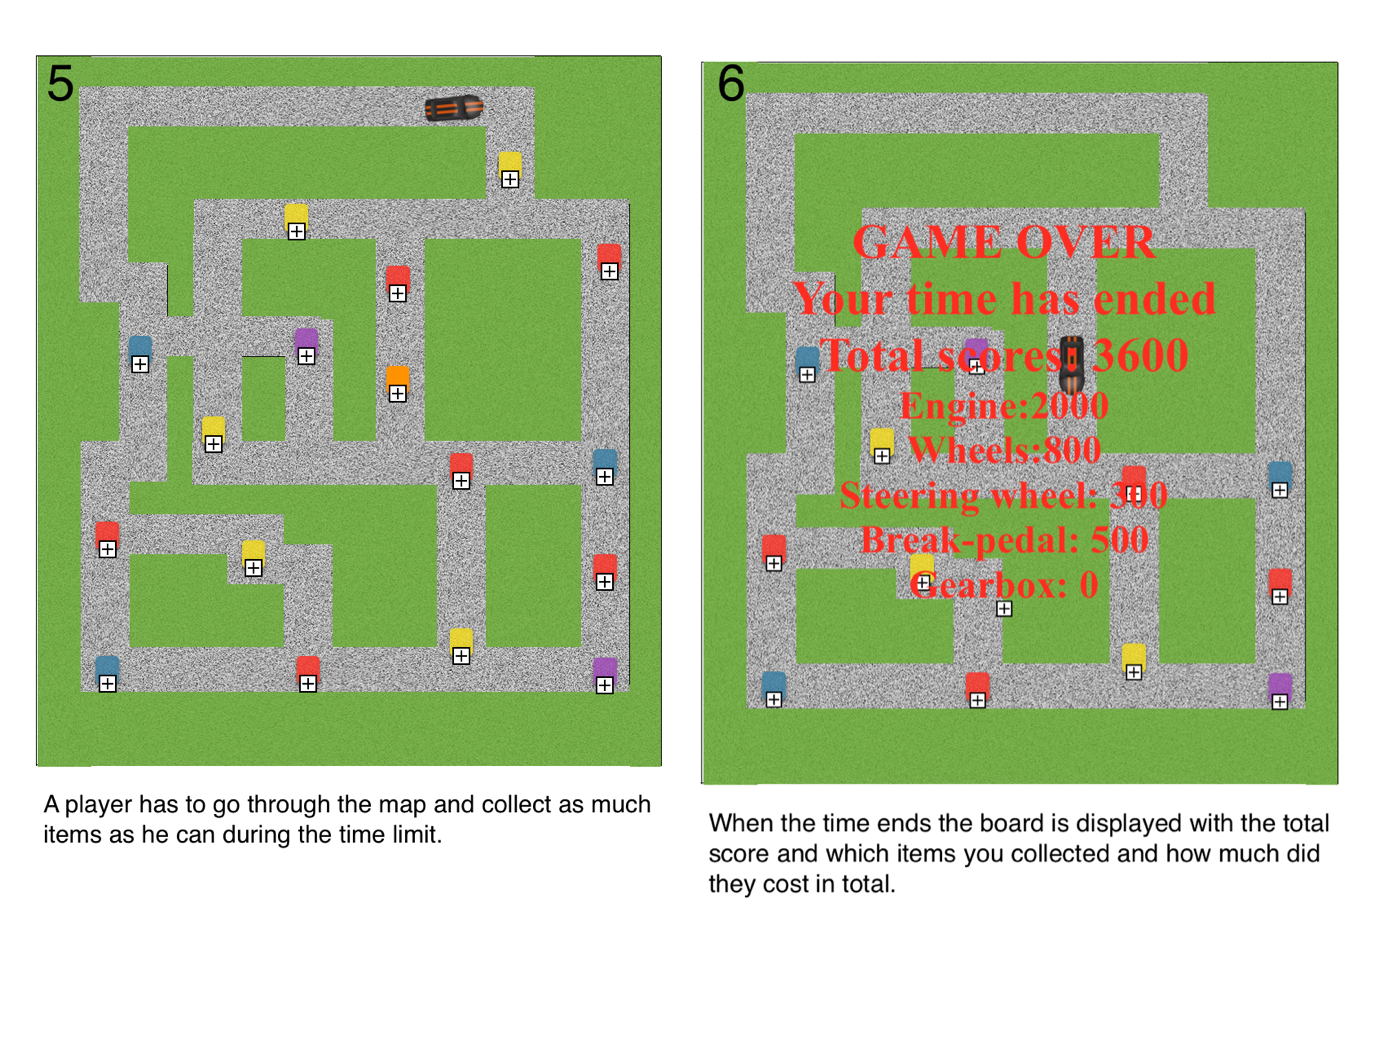 5
A player has to go through the map and collect as much
items as he can during the time limit.
6
GAME OVER
Your time has ended
Total scores: 3600
Engine:2000
Wheels:800
Steering wheel: 300
Break-pedal: 500
Gearbox: 0
When the time ends the board is displayed with the total
score and which items you collected and how much did
they cost in total.